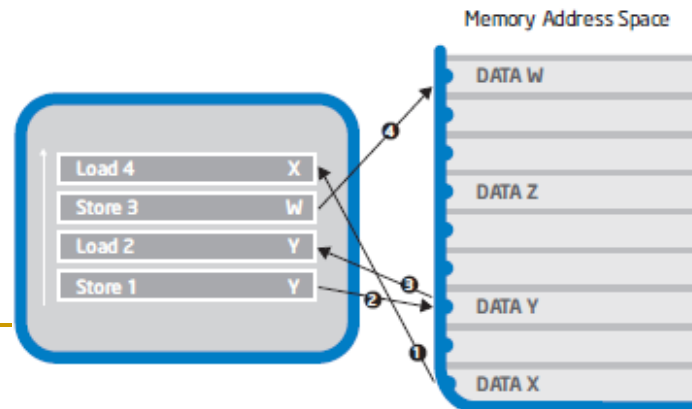 Memory Address Space
DATA W
4
Load 4 X
Store 3 W
DATA Z
Load 2 Y
Store 1 Y
3
2
DATA Y
1
DATA X